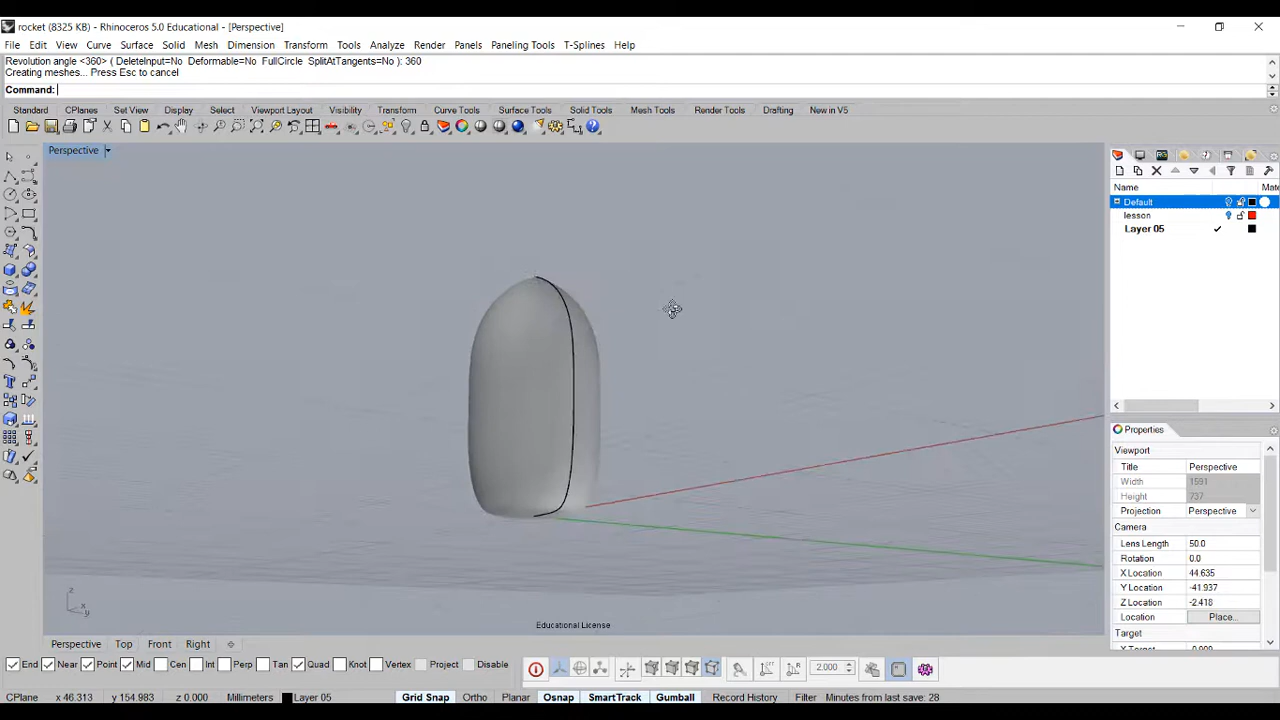 rocket (8325 KB) - Rhinoceros 5.0 Educational - [Perspective]
File Edit View Curve Surface Solid Mesh Dimension Transform Tools Analyze Render Panels Paneling Tools T-Splines Help
Revolution angle <360> ( DeleteInput=No Deformable=No FullCircle SplitAtTangents=No ): 360
Creating meshes... Press Esc to cancel
Command:
Standard CPlanes Set View Display Select Viewport Layout Visibility Transform Curve Tools Surface Tools Solid Tools Mesh Tools Render Tools Drafting New in V5
Perspective
Name Mate
Default
lesson
Layer 05
Properties
Viewport
Title Perspective
Width 1591
Height 737
Projection Perspective
Camera
Lens Length 50.0
Rotation 0.0
X Location 44.635
Y Location -41.937
Z Location -2.418
Location Place...
Target
z
x
y
Educational License
Perspective Top Front Right
End Near Point Mid Cen Int Perp Tan Quad Knot Vertex Project Disable
2.000
CPlane x 46.313 y 154.983 z 0.000 Millimeters Layer 05 Grid Snap Ortho Planar Osnap SmartTrack Gumball Record History Filter Minutes from last save: 28